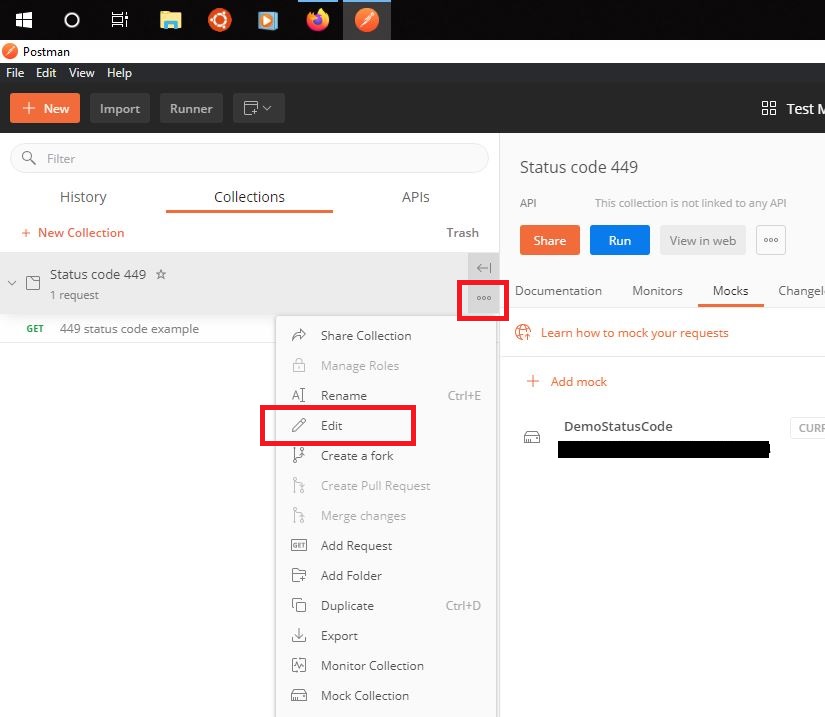 Postman
File Edit View Help
New Import Runner
Test M
Filter
History Collections APIs
New Collection Trash
Status code 449
1 request
GET 449 status code example
Share Collection
Manage Roles
Rename Ctrl+E
Edit
Create a fork
Create Pull Request
Merge changes
GET Add Request
Add Folder
Duplicate Ctrl+D
Export
Monitor Collection
Mock Collection
Status code 449
API This collection is not linked to any API
Share Run View in web
Documentation Monitors Mocks Changel
Learn how to mock your requests
Add mock
DemoStatusCode CURR